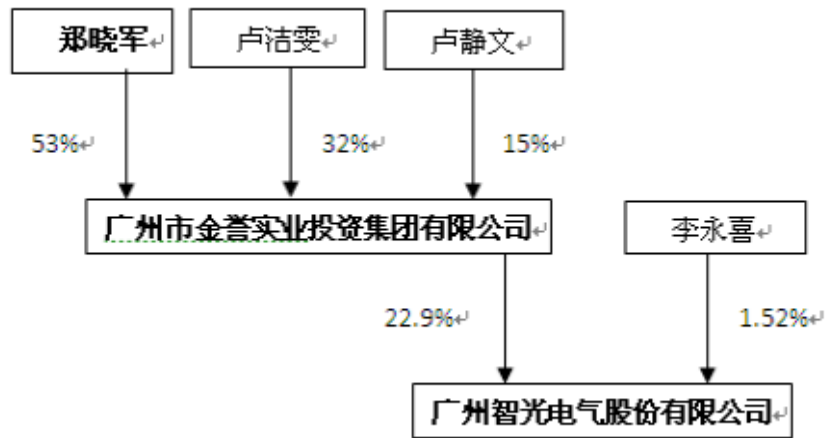 郑晓军
卢洁雯
卢静文
53%
32%
15%
广州市金誉实业投资集团有限公司
李永喜
22.9%
1.52%
广州智光电气股份有限公司